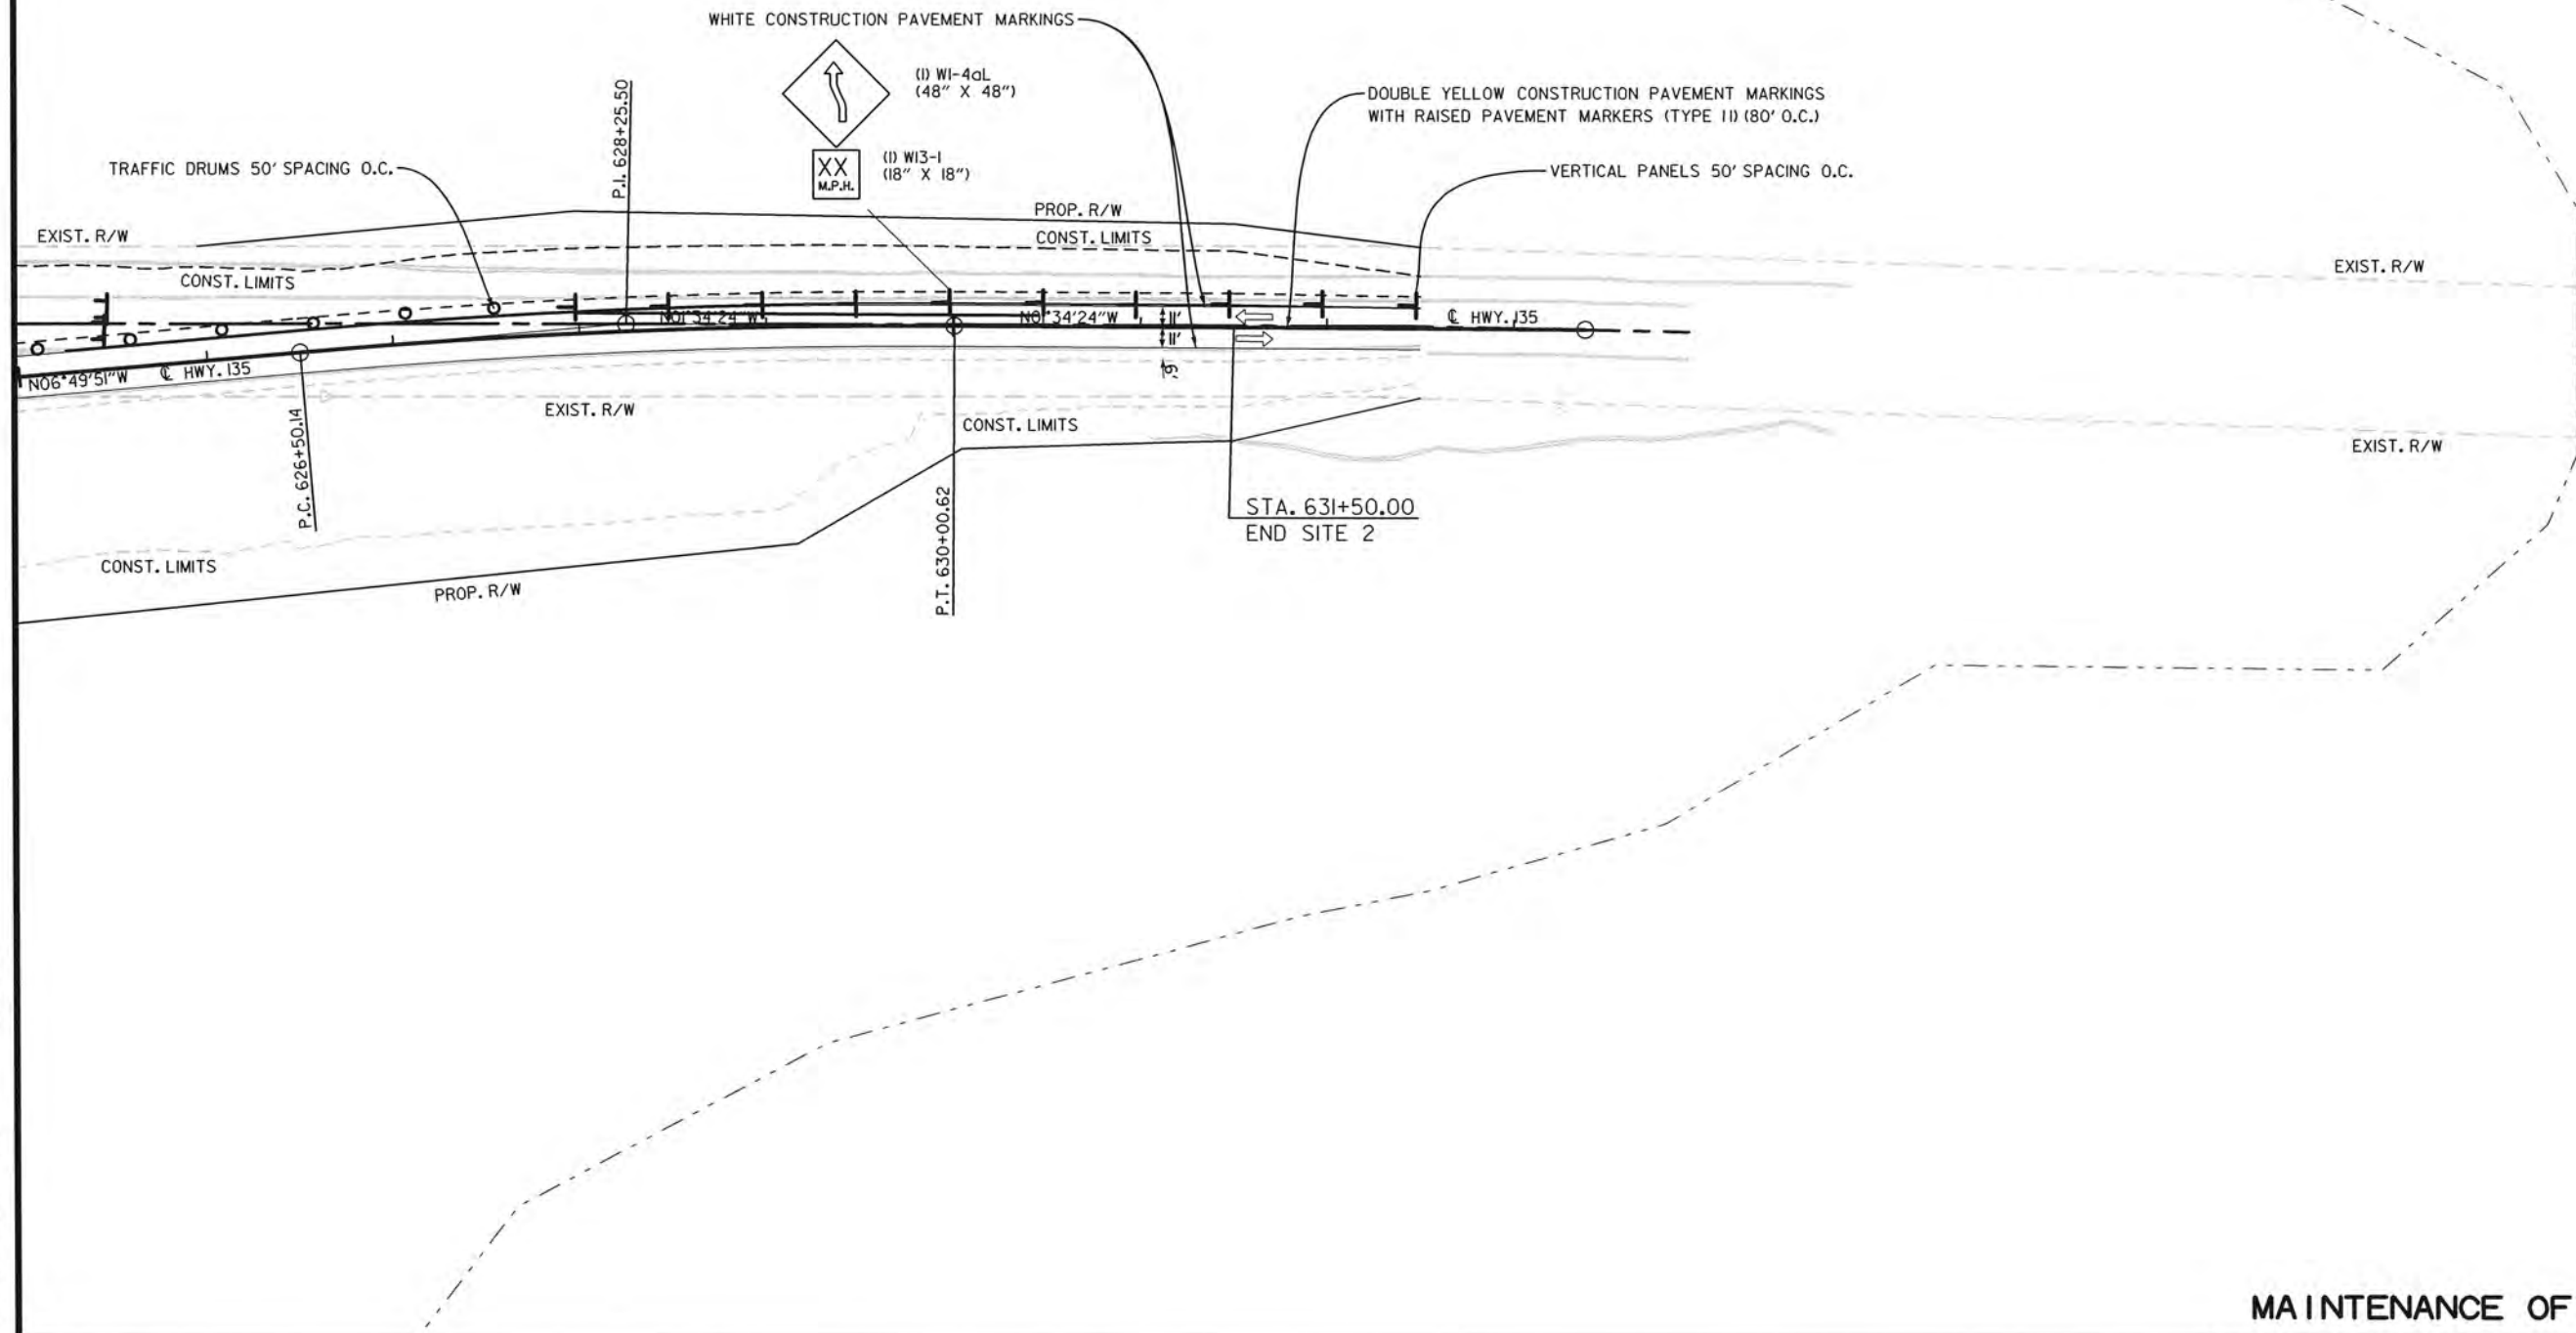 WHITE CONSTRUCTION PAVEMENT MARKINGS
(1) W1-4aL
(48" X 48")
DOUBLE YELLOW CONSTRUCTION PAVEMENT MARKINGS
WITH RAISED PAVEMENT MARKERS (TYPE II) (80' O.C.)
P.I. 628+25.50
XX
M.P.H.
(1) W13-1
(18" X 18")
TRAFFIC DRUMS 50' SPACING O.C.
VERTICAL PANELS 50' SPACING O.C.
PROP. R/W
EXIST. R/W
CONST. LIMITS
EXIST. R/W
CONST. LIMITS
N01°34'24"W
N01°34'24"W
11'
11'
℄ HWY. 135
N06°49'51"W
℄ HWY. 135
6'
EXIST. R/W
CONST. LIMITS
EXIST. R/W
P.C. 626+50.14
P.T. 630+00.62
STA. 631+50.00
END SITE 2
CONST. LIMITS
PROP. R/W
MAINTENANCE OF